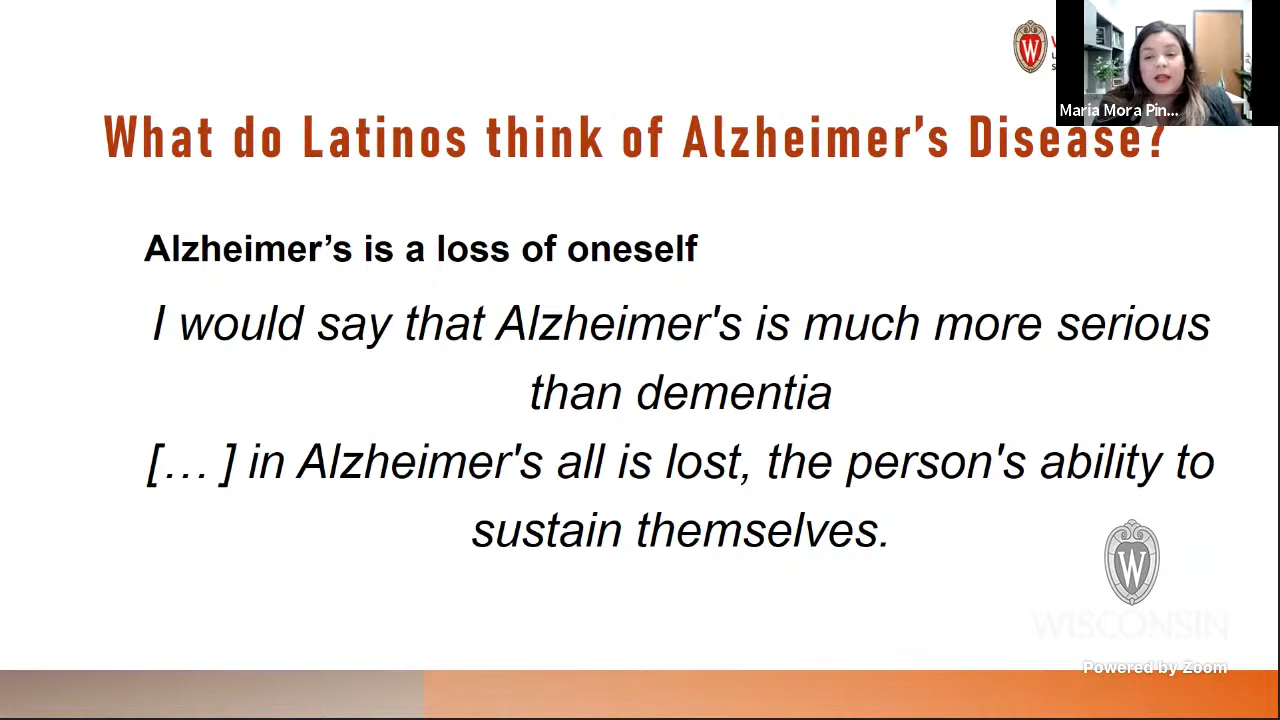 W
Maria Mora Pin...
What do Latinos think of Alzheimer’s Disease?
Alzheimer’s is a loss of oneself
I would say that Alzheimer's is much more serious
than dementia
[… ] in Alzheimer's all is lost, the person's ability to
sustain themselves.
W
WISCONSIN
Powered by Zoom